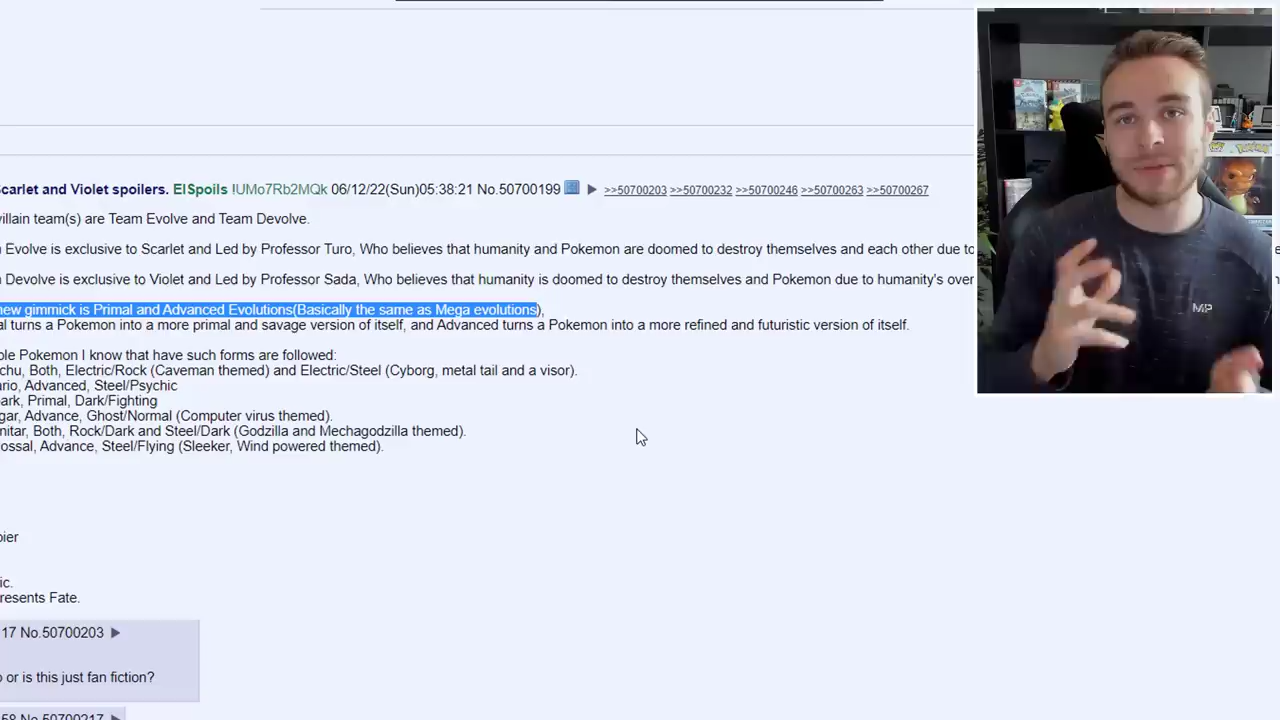 carlet and Violet spoilers. ElSpoils !UMo7Rb2MQk 06/12/22(Sun)05:38:21 No.50700199 >>50700203 >>50700232 >>50700246 >>50700263 >>50700267
villain team(s) are Team Evolve and Team Devolve.
Evolve is exclusive to Scarlet and Led by Professor Turo, Who believes that humanity and Pokemon are doomed to destroy themselves and each other due to
Devolve is exclusive to Violet and Led by Professor Sada, Who believes that humanity is doomed to destroy themselves and Pokemon due to humanity's over
new gimmick is Primal and Advanced Evolutions(Basically the same as Mega evolutions),
al turns a Pokemon into a more primal and savage version of itself, and Advanced turns a Pokemon into a more refined and futuristic version of itself.
ple Pokemon I know that have such forms are followed:
chu, Both, Electric/Rock (Caveman themed) and Electric/Steel (Cyborg, metal tail and a visor).
ario, Advanced, Steel/Psychic
ark, Primal, Dark/Fighting
gar, Advance, Ghost/Normal (Computer virus themed).
nitar, Both, Rock/Dark and Steel/Dark (Godzilla and Mechagodzilla themed).
ossal, Advance, Steel/Flying (Sleeker, Wind powered themed).
pier
ic.
resents Fate.
17 No.50700203
o or is this just fan fiction?
58 No.50700217
MP